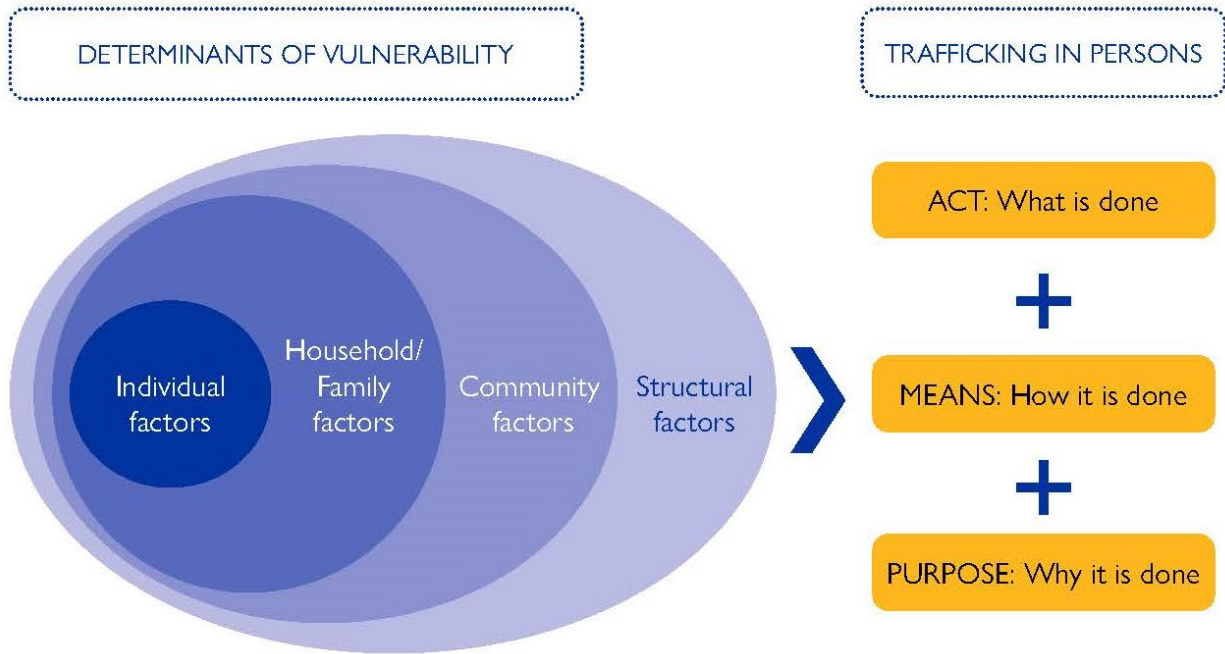 DETERMINANTS OF VULNERABILITY
TRAFFICKING IN PERSONS
Individual
factors
Household/
Family
factors
Community
factors
Structural
factors
ACT: What is done
+
MEANS: How it is done
+
PURPOSE: Why it is done